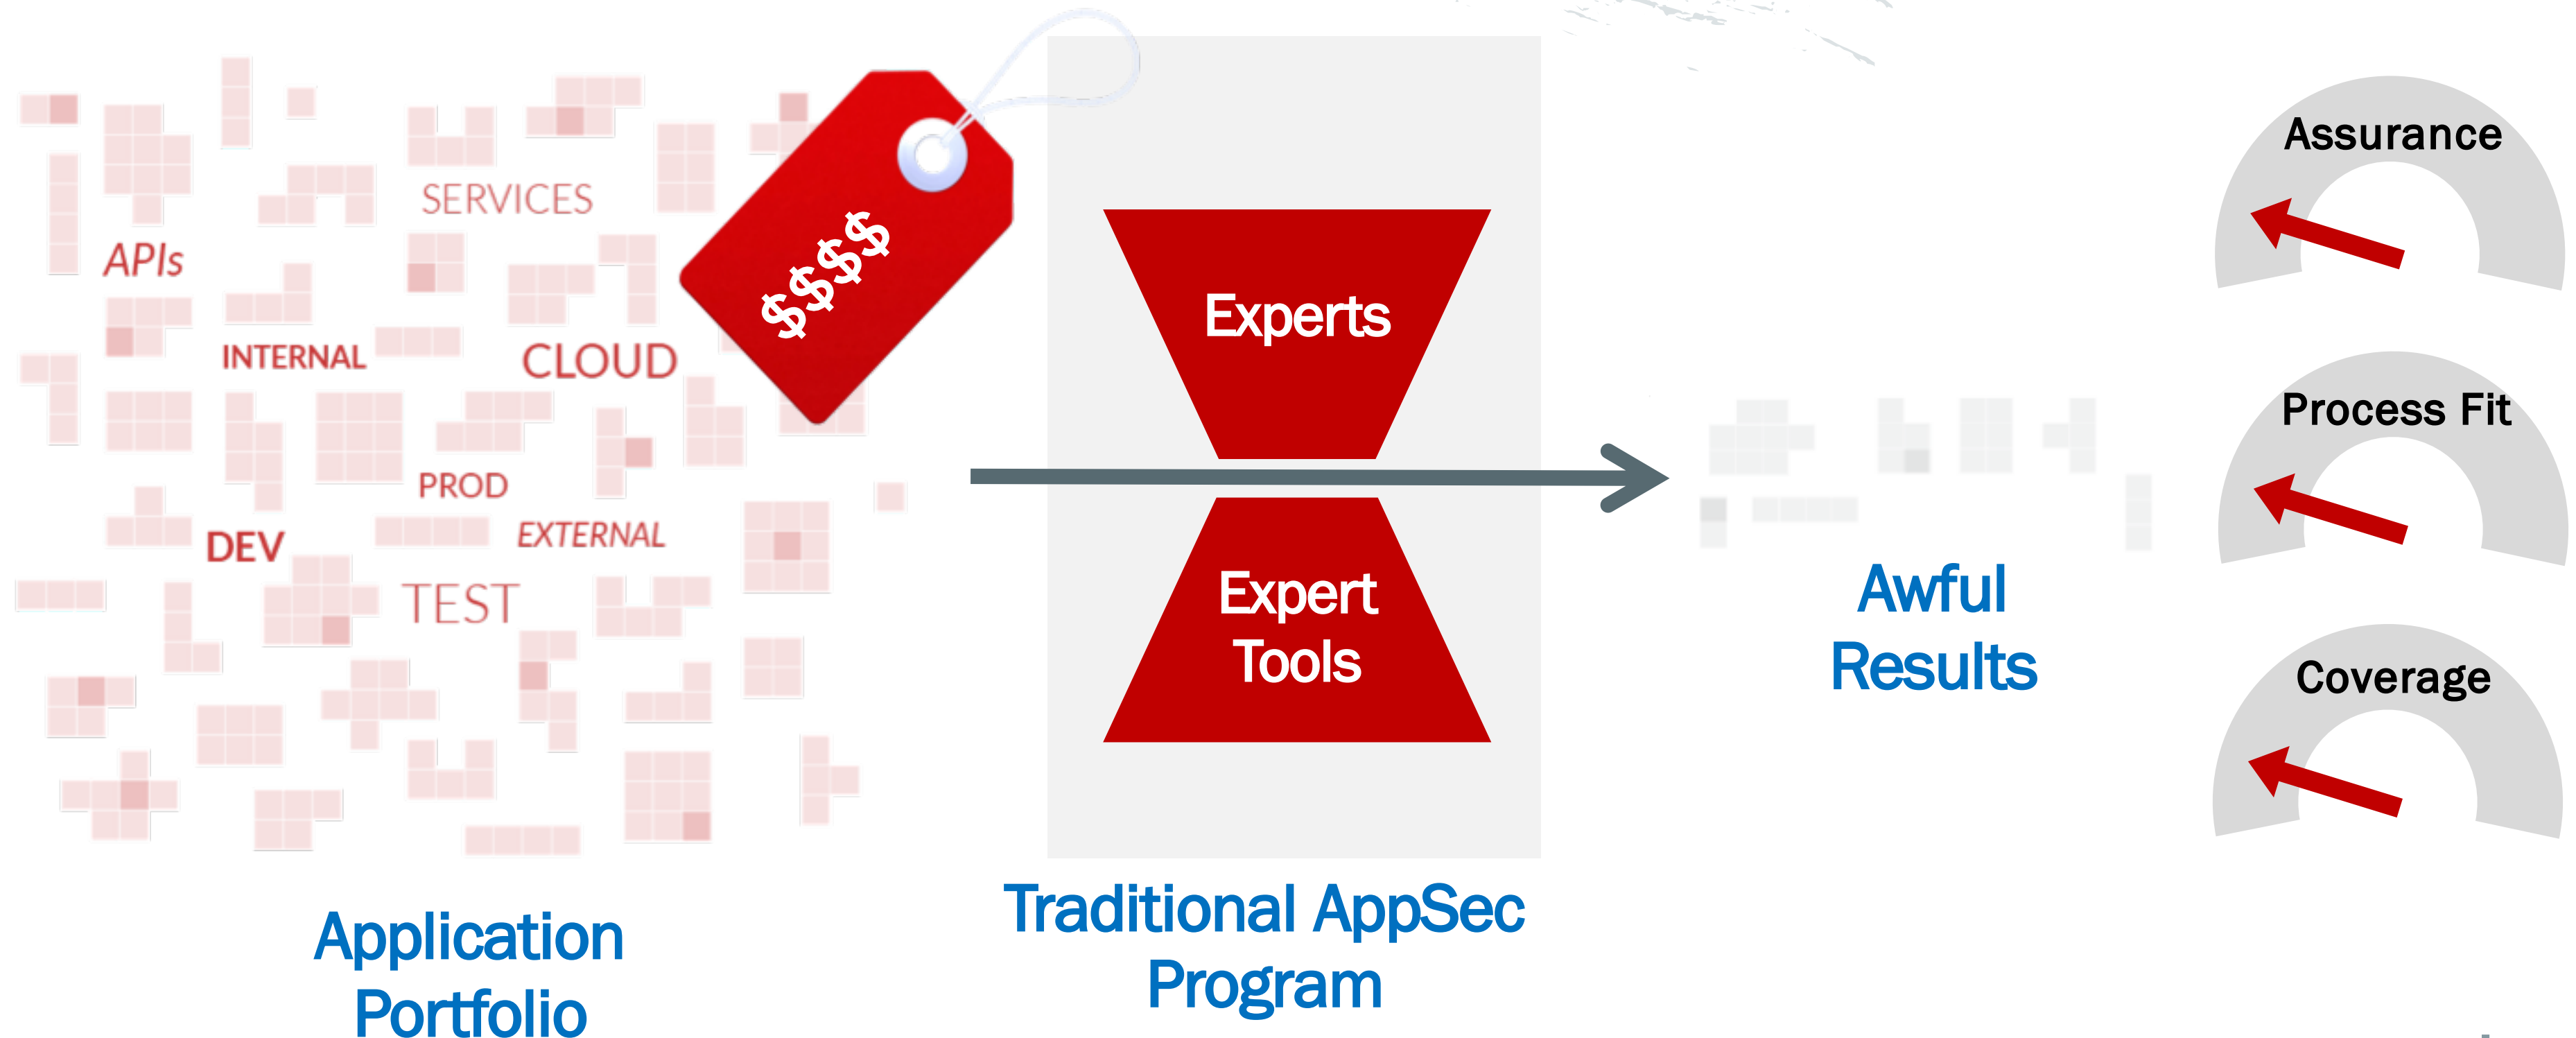 SERVICES
APIs
INTERNAL
CLOUD
PROD
DEV
EXTERNAL
TEST
$$$$
Application
Portfolio
Experts
Expert
Tools
Traditional AppSec
Program
Awful
Results
Assurance
Process Fit
Coverage